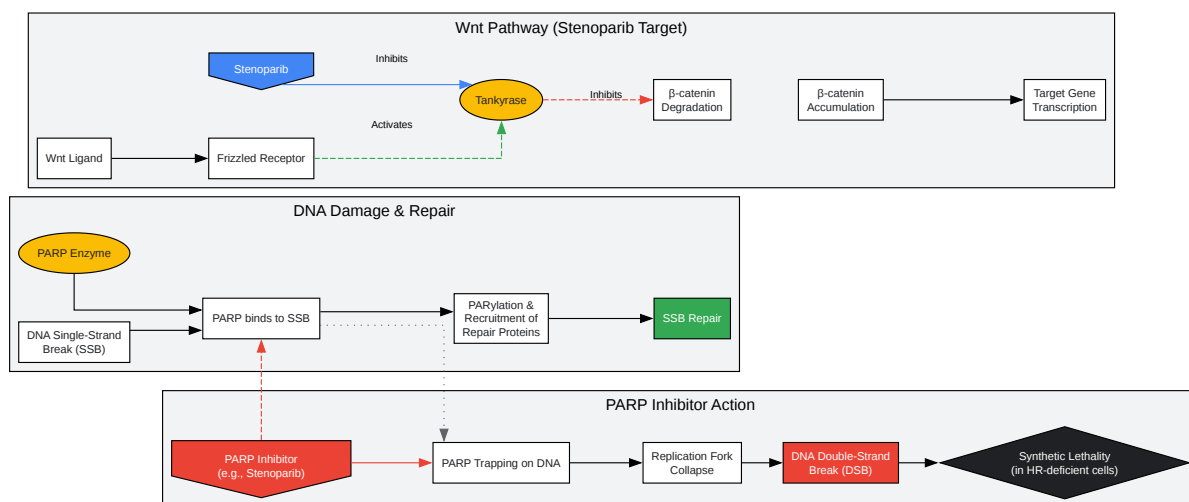 Wnt Pathway (Stenoparib Target)
Stenoparib
Inhibits
Tankyrase
Inhibits
β-catenin
Degradation
β-catenin
Accumulation
Target Gene
Transcription
Activates
Wnt Ligand
Frizzled Receptor
DNA Damage & Repair
PARP Enzyme
DNA Single-Strand
Break (SSB)
PARP binds to SSB
PARylation &
Recruitment of
Repair Proteins
SSB Repair
PARP Inhibitor Action
PARP Inhibitor
(e.g., Stenoparib)
PARP Trapping on DNA
Replication Fork
Collapse
DNA Double-Strand
Break (DSB)
Synthetic Lethality
(in HR-deficient cells)